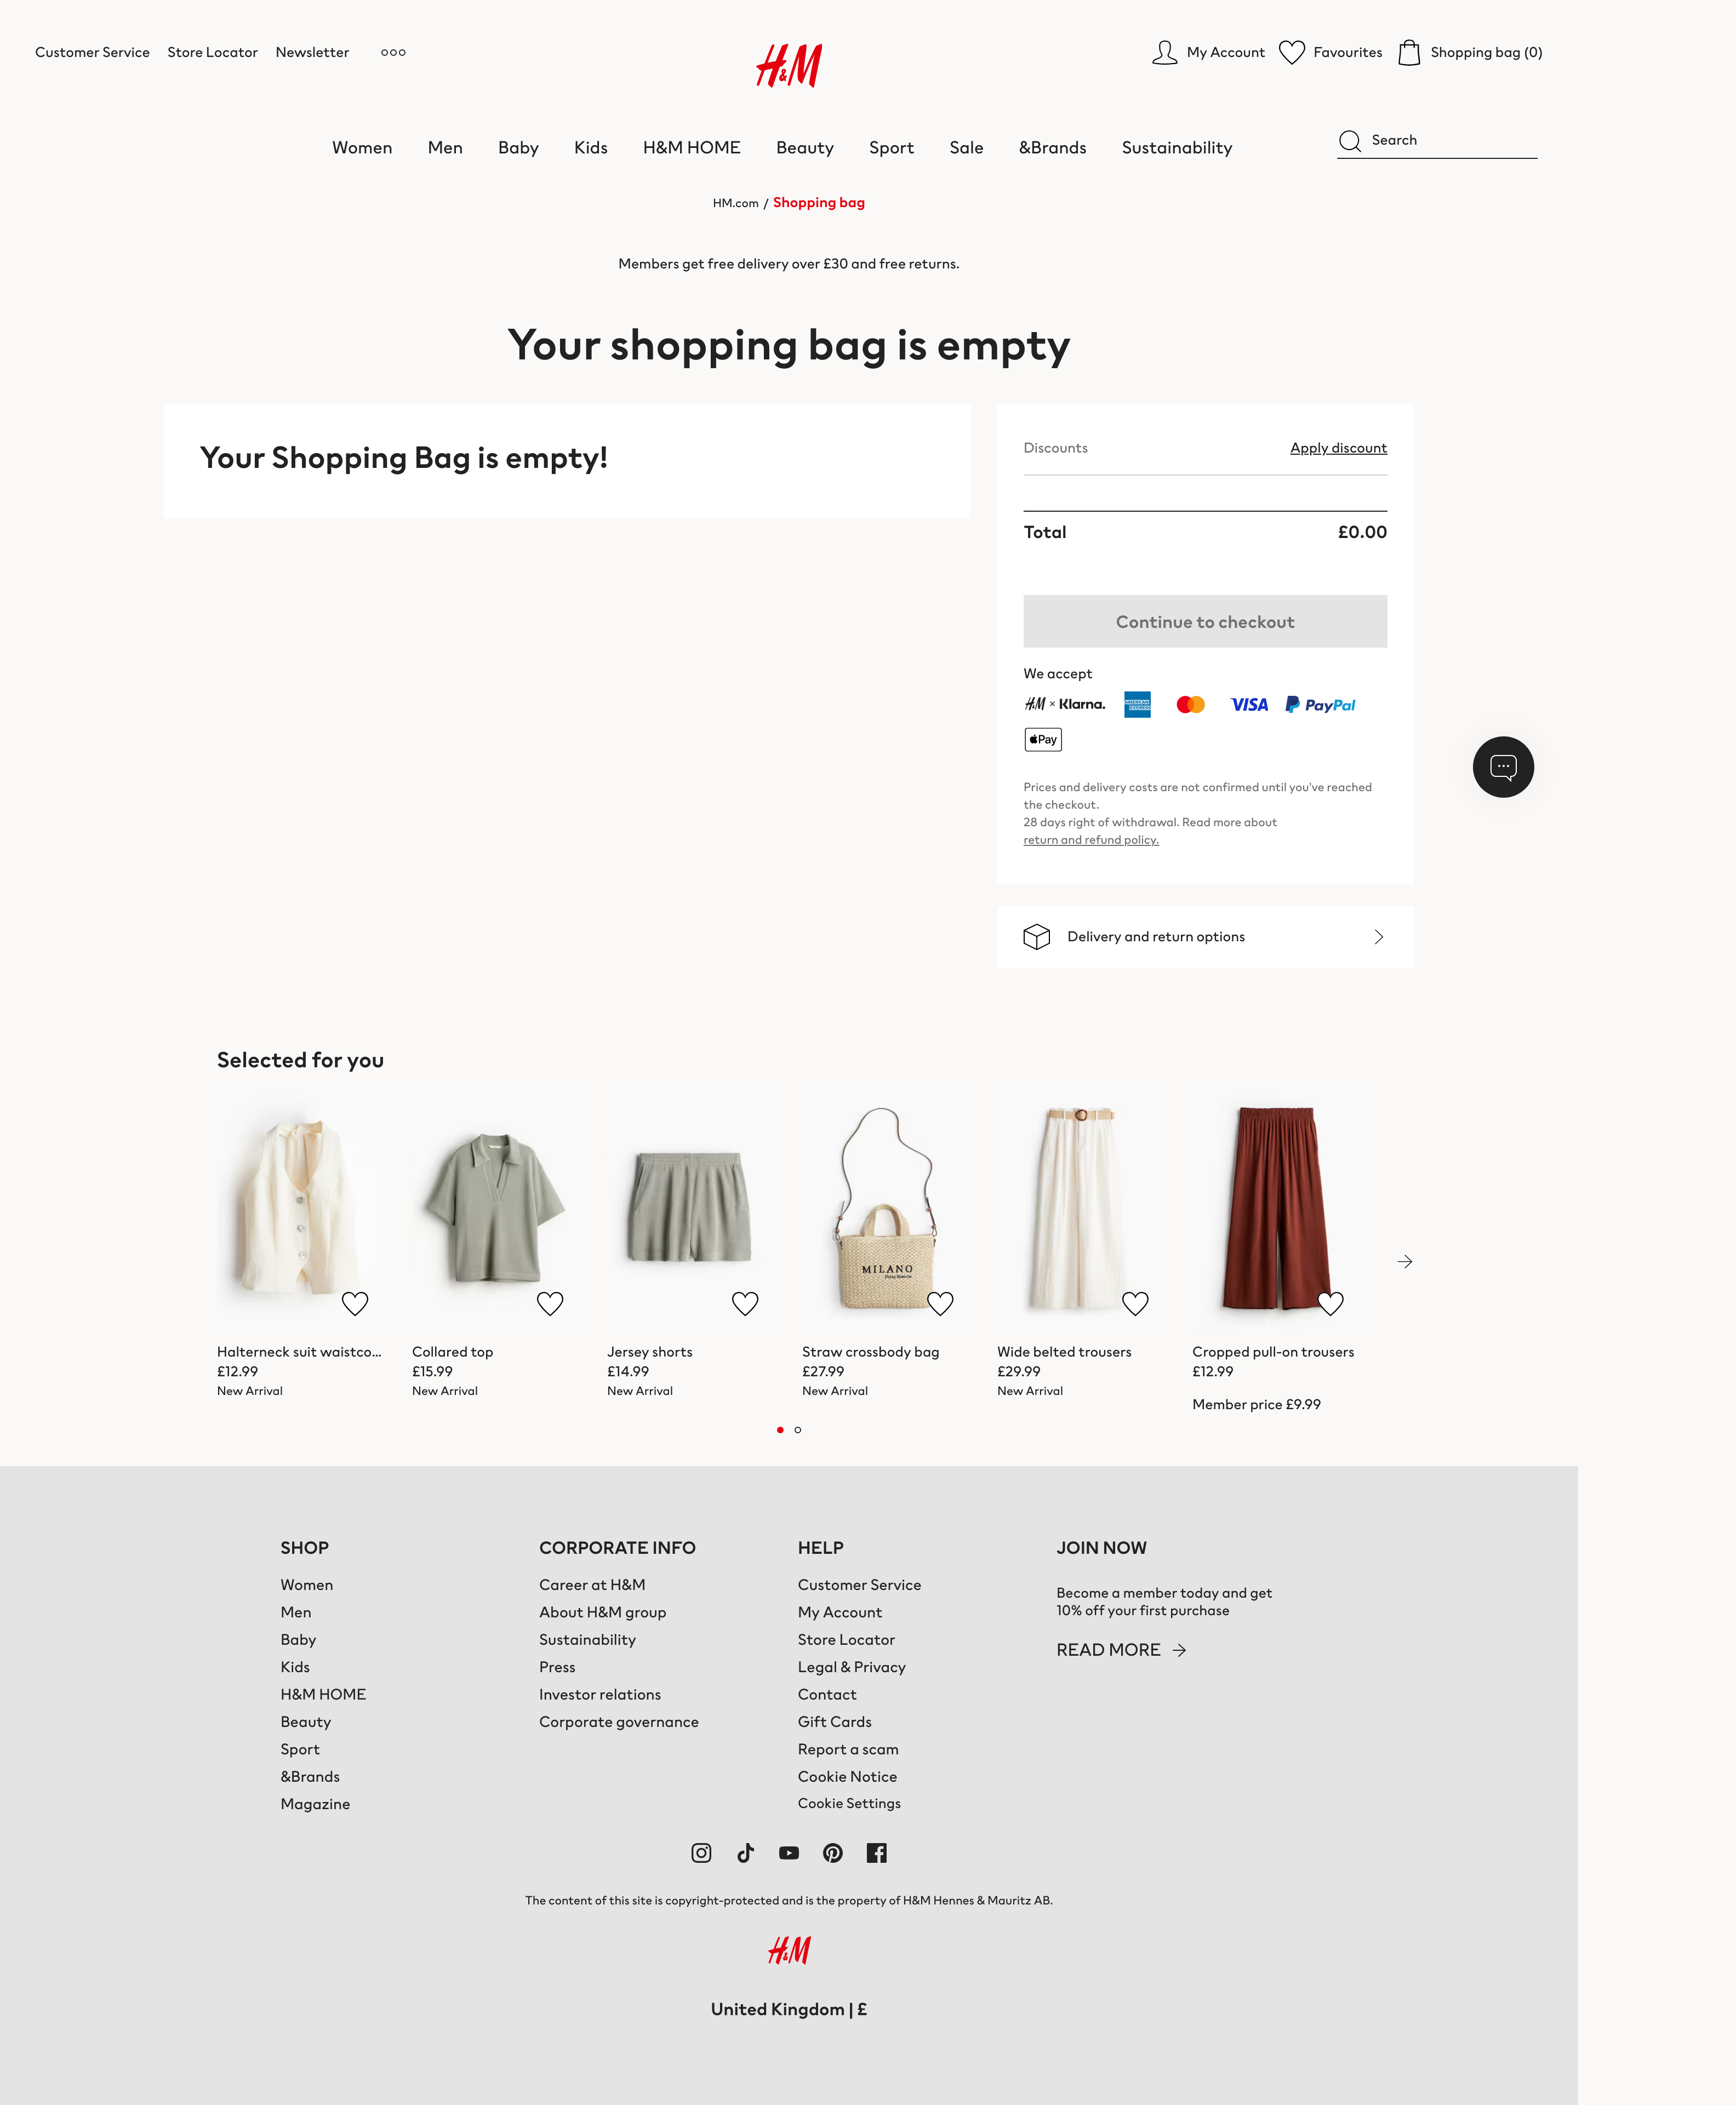 Customer Service Store Locator Newsletter
H&M
My Account Favourites Shopping bag (0)
Women Men Baby Kids H&M HOME Beauty Sport Sale &Brands Sustainability
Search
HM.com / Shopping bag
Members get free delivery over £30 and free returns.
Your shopping bag is empty
Your Shopping Bag is empty!
Discounts Apply discount
Total £0.00
Continue to checkout
We accept
H&M × Klarna. AMERICAN EXPRESS VISA PayPal
Pay
Prices and delivery costs are not confirmed until you've reached
the checkout.
28 days right of withdrawal. Read more about
return and refund policy.
Delivery and return options
Selected for you
MILANO
Halterneck suit waistco...
£12.99
New Arrival
Collared top
£15.99
New Arrival
Jersey shorts
£14.99
New Arrival
Straw crossbody bag
£27.99
New Arrival
Wide belted trousers
£29.99
New Arrival
Cropped pull-on trousers
£12.99
Member price £9.99
SHOP
Women
Men
Baby
Kids
H&M HOME
Beauty
Sport
&Brands
Magazine
CORPORATE INFO
Career at H&M
About H&M group
Sustainability
Press
Investor relations
Corporate governance
HELP
Customer Service
My Account
Store Locator
Legal & Privacy
Contact
Gift Cards
Report a scam
Cookie Notice
Cookie Settings
JOIN NOW
Become a member today and get
10% off your first purchase
READ MORE
The content of this site is copyright-protected and is the property of H&M Hennes & Mauritz AB.
H&M
United Kingdom | £